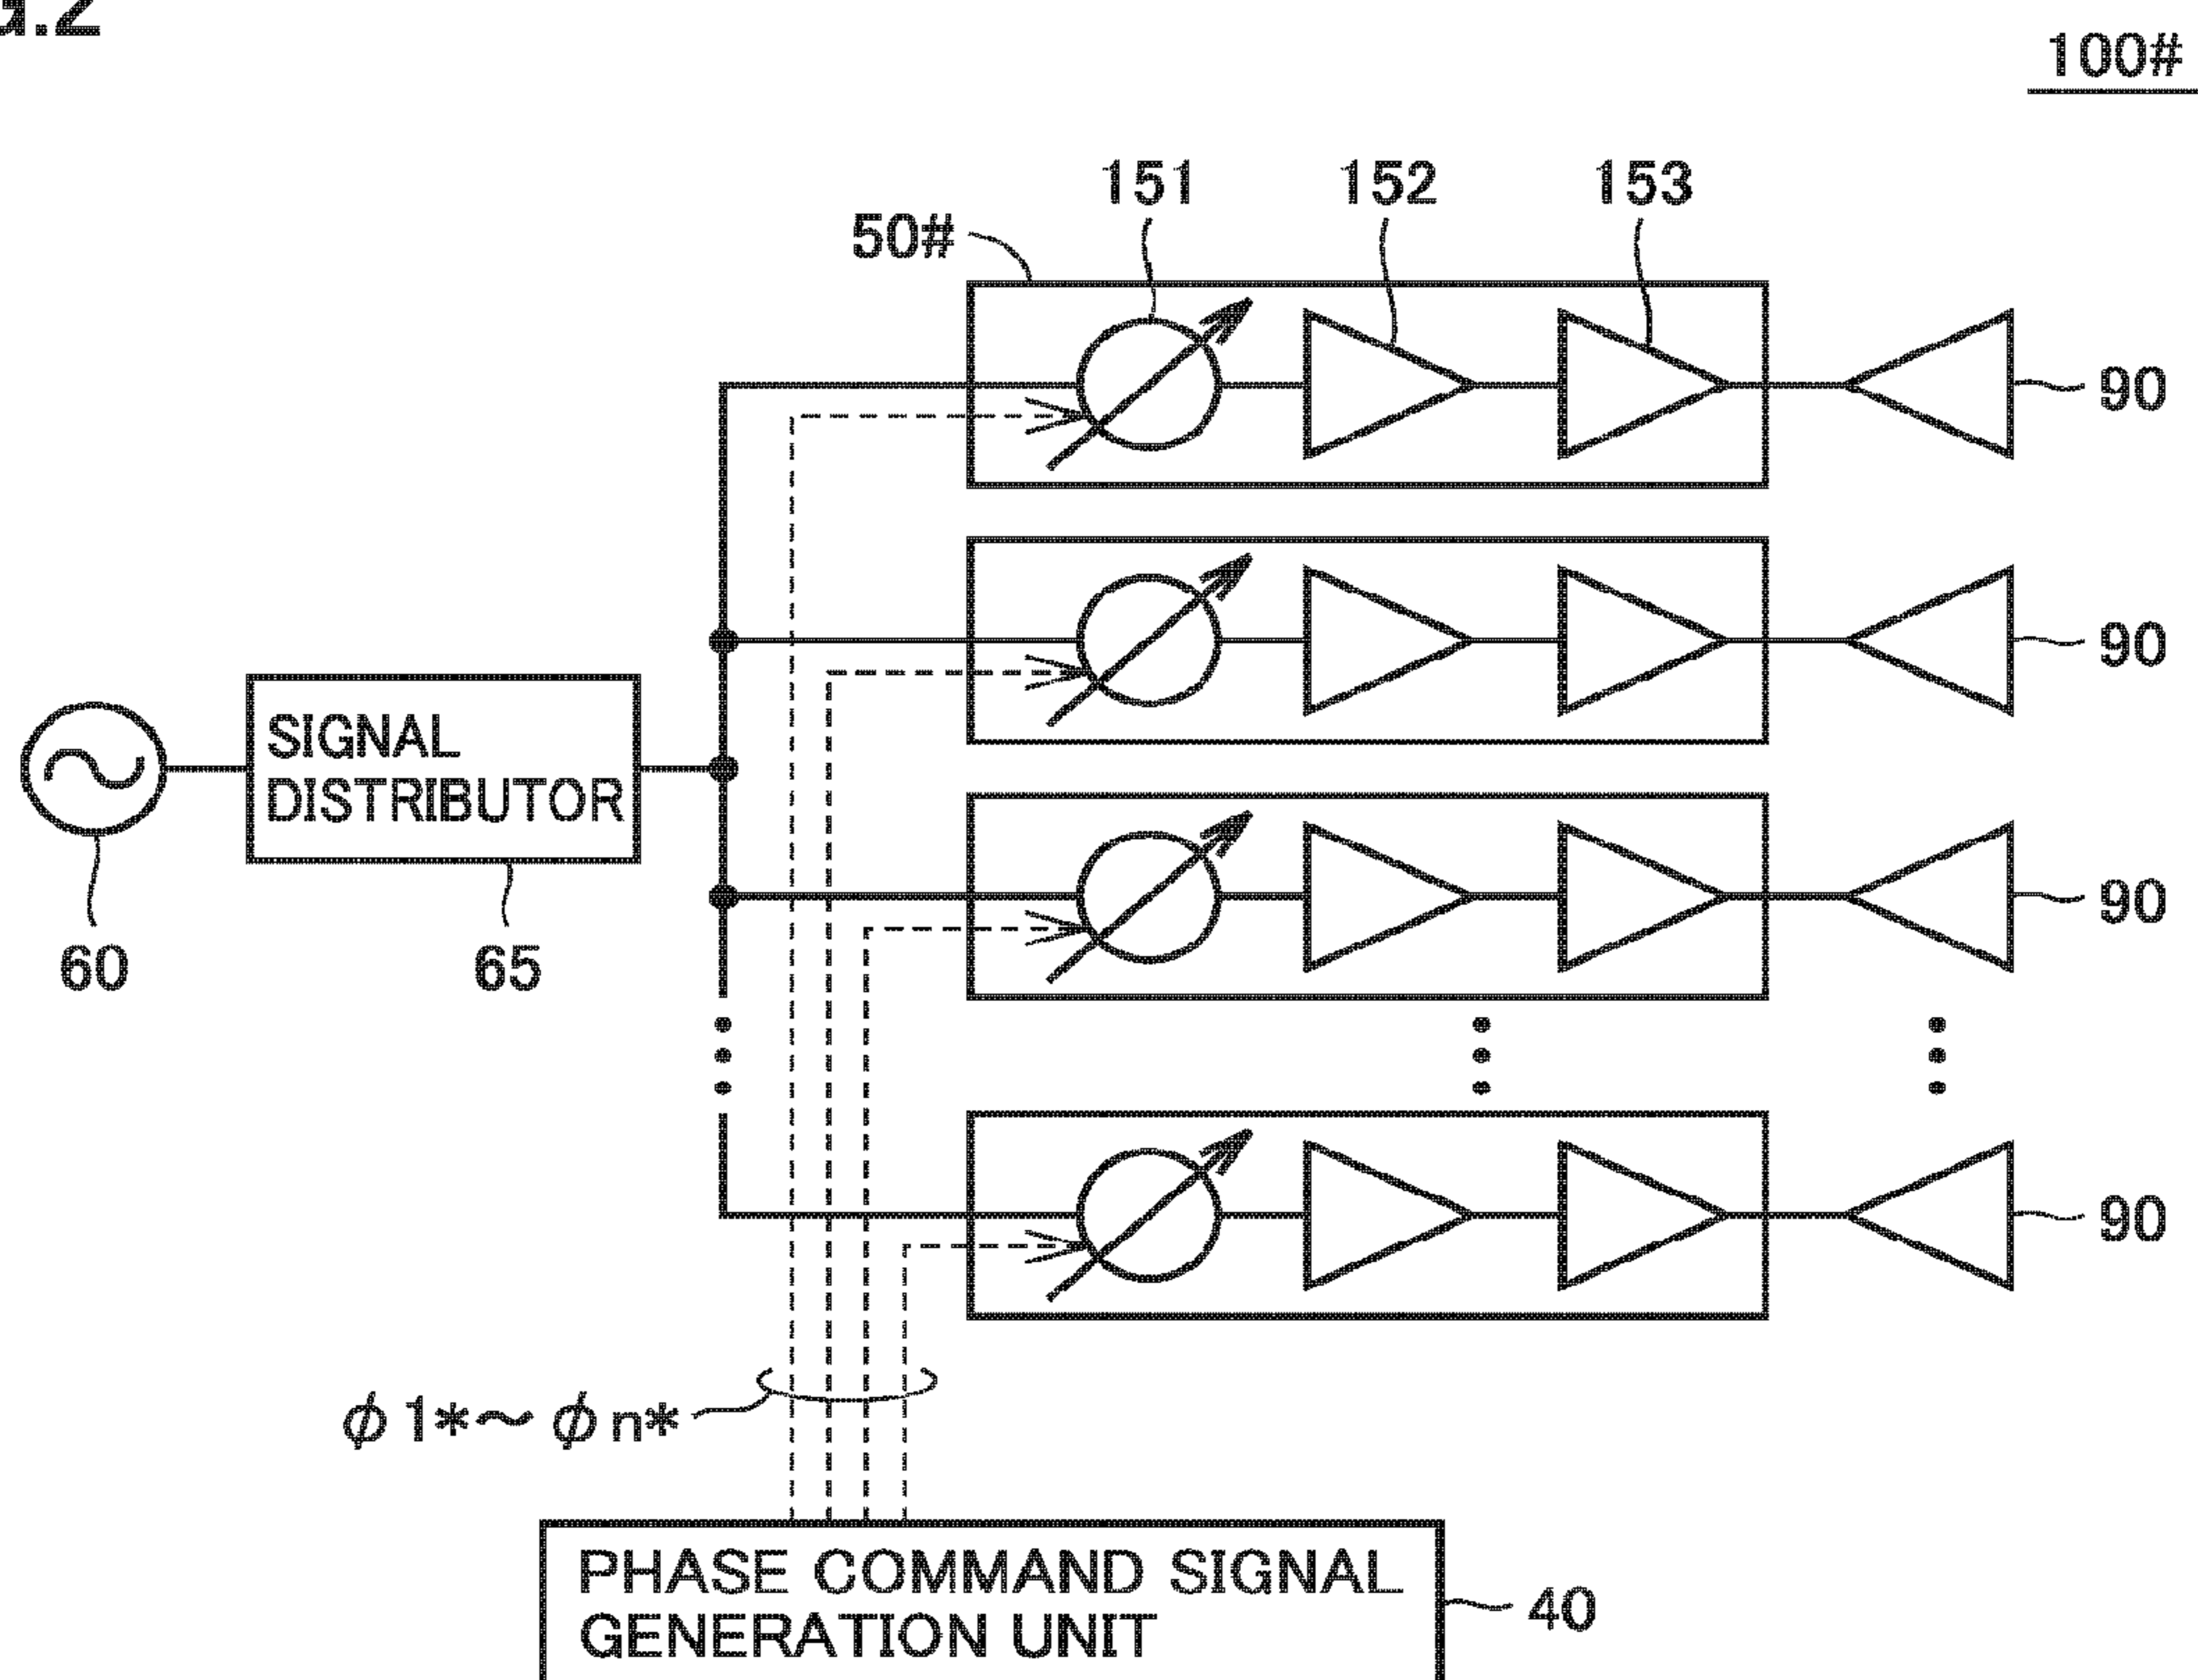 G.2
100#
151
152
153
50#
90
90
SIGNAL
DISTRIBUTOR
90
60
65
90
φ1*~φn*
PHASE COMMAND SIGNAL
GENERATION UNIT
40